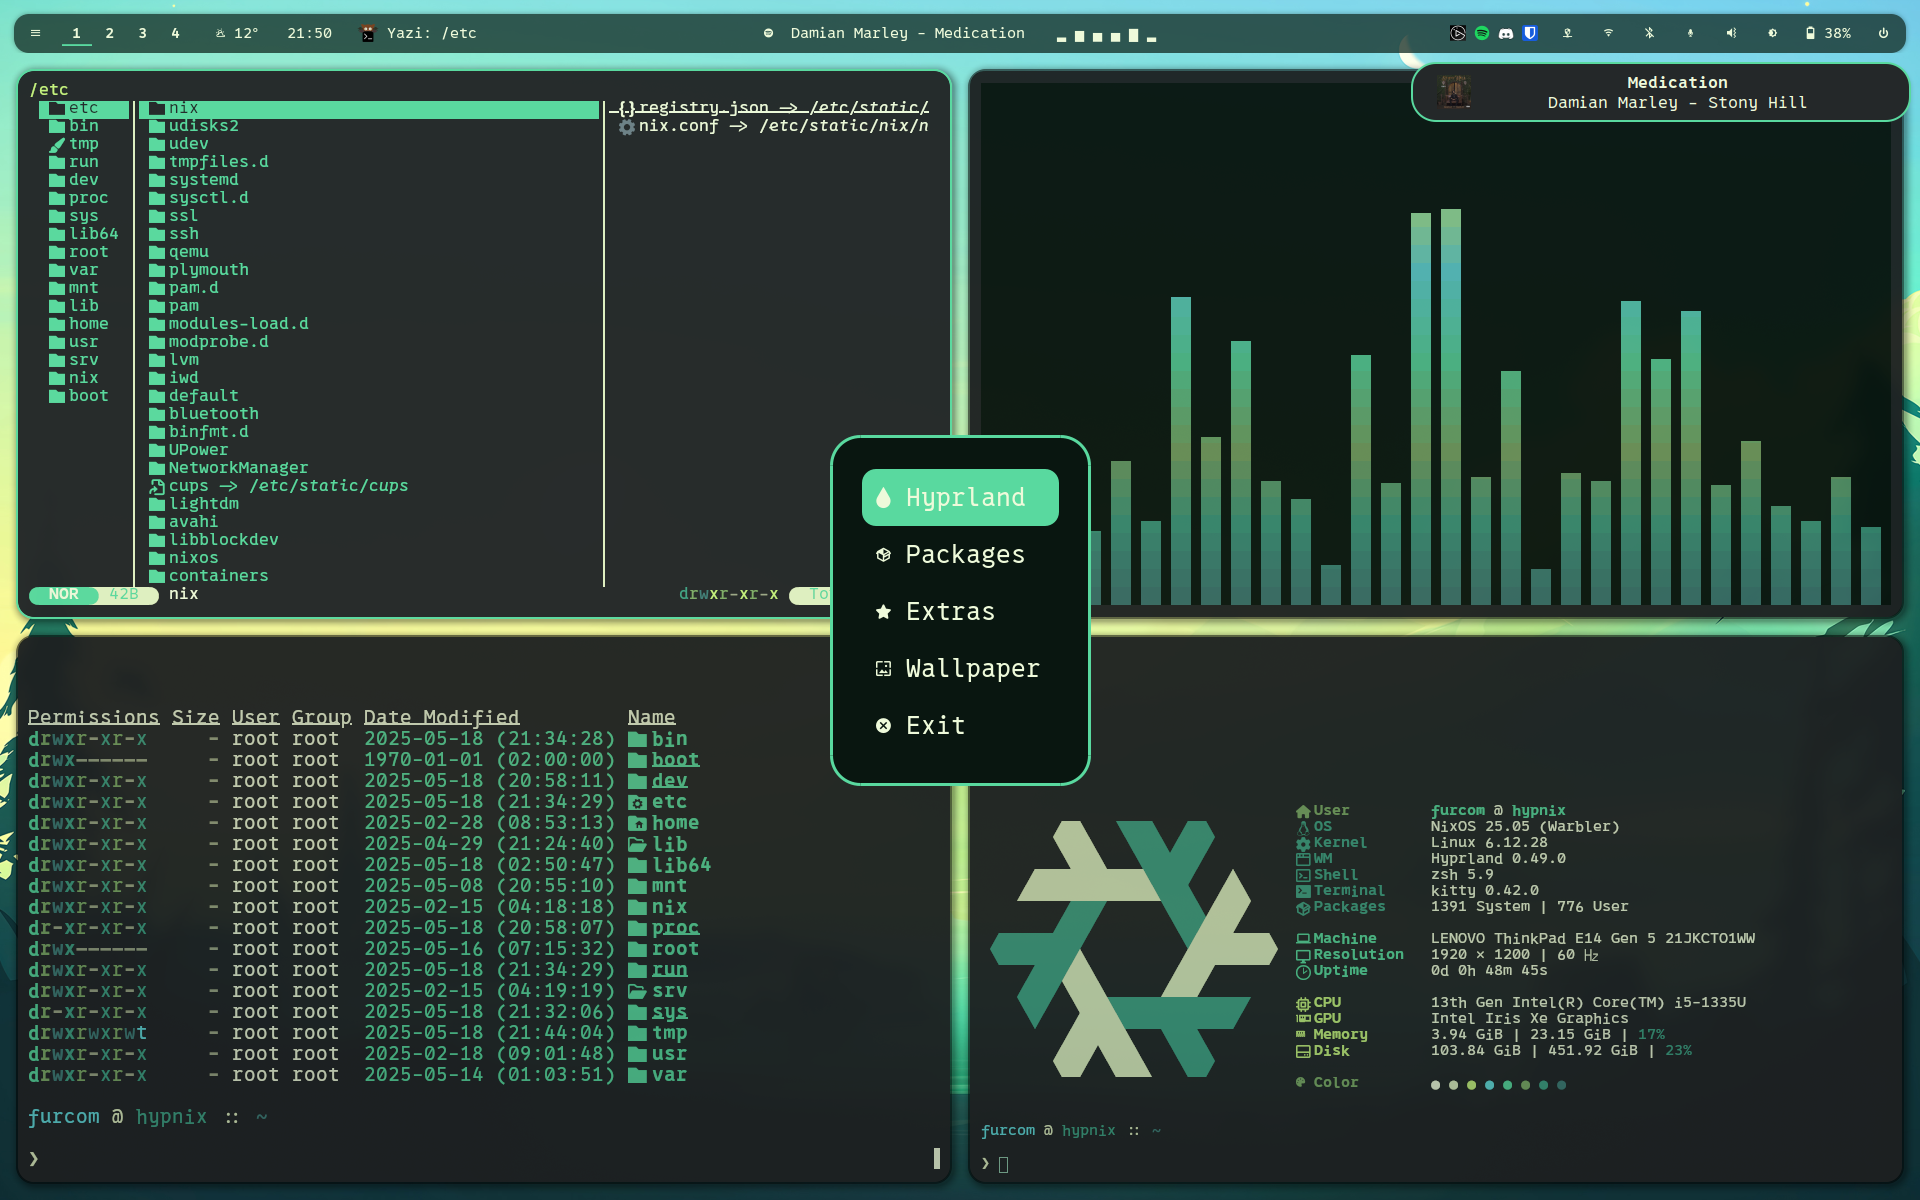 1 2 3 4 12° 21:50 Yazi: /etc Damian Marley - Medication 38%
Medication
Damian Marley - Stony Hill
/etc
etc
bin
tmp
run
dev
proc
sys
lib64
root
var
mnt
lib
home
usr
srv
nix
boot
nix
udisks2
udev
tmpfiles.d
systemd
sysctl.d
ssl
ssh
qemu
plymouth
pam.d
pam
modules-load.d
modprobe.d
lvm
iwd
default
bluetooth
binfmt.d
UPower
NetworkManager
cups -> /etc/static/cups
lightdm
avahi
libblockdev
nixos
containers
{} registry.json -> /etc/static/
nix.conf -> /etc/static/nix/n
NOR 42B nix drwxr-xr-x To
Hyprland
Packages
Extras
Wallpaper
Exit
Permissions Size User Group Date Modified Name
drwxr-xr-x - root root 2025-05-18 (21:34:28) bin
drwx------ - root root 1970-01-01 (02:00:00) boot
drwxr-xr-x - root root 2025-05-18 (20:58:11) dev
drwxr-xr-x - root root 2025-05-18 (21:34:29) etc
drwxr-xr-x - root root 2025-02-28 (08:53:13) home
drwxr-xr-x - root root 2025-04-29 (21:24:40) lib
drwxr-xr-x - root root 2025-05-18 (02:50:47) lib64
drwxr-xr-x - root root 2025-05-08 (20:55:10) mnt
drwxr-xr-x - root root 2025-02-15 (04:18:18) nix
dr-xr-xr-x - root root 2025-05-18 (20:58:07) proc
drwx------ - root root 2025-05-16 (07:15:32) root
drwxr-xr-x - root root 2025-05-18 (21:34:29) run
drwxr-xr-x - root root 2025-02-15 (04:19:19) srv
dr-xr-xr-x - root root 2025-05-18 (21:32:06) sys
drwxrwxrwt - root root 2025-05-18 (21:44:04) tmp
drwxr-xr-x - root root 2025-02-18 (09:01:48) usr
drwxr-xr-x - root root 2025-05-14 (01:03:51) var
furcom @ hypnix :: ~
❯
User furcom @ hypnix
OS NixOS 25.05 (Warbler)
Kernel Linux 6.12.28
WM Hyprland 0.49.0
Shell zsh 5.9
Terminal kitty 0.42.0
Packages 1391 System | 776 User
Machine LENOVO ThinkPad E14 Gen 5 21JKCTO1WW
Resolution 1920 × 1200 | 60 Hz
Uptime 0d 0h 48m 45s
CPU 13th Gen Intel(R) Core(TM) i5-1335U
GPU Intel Iris Xe Graphics
Memory 3.94 GiB | 23.15 GiB | 17%
Disk 103.84 GiB | 451.92 GiB | 23%
Color
furcom @ hypnix :: ~
❯